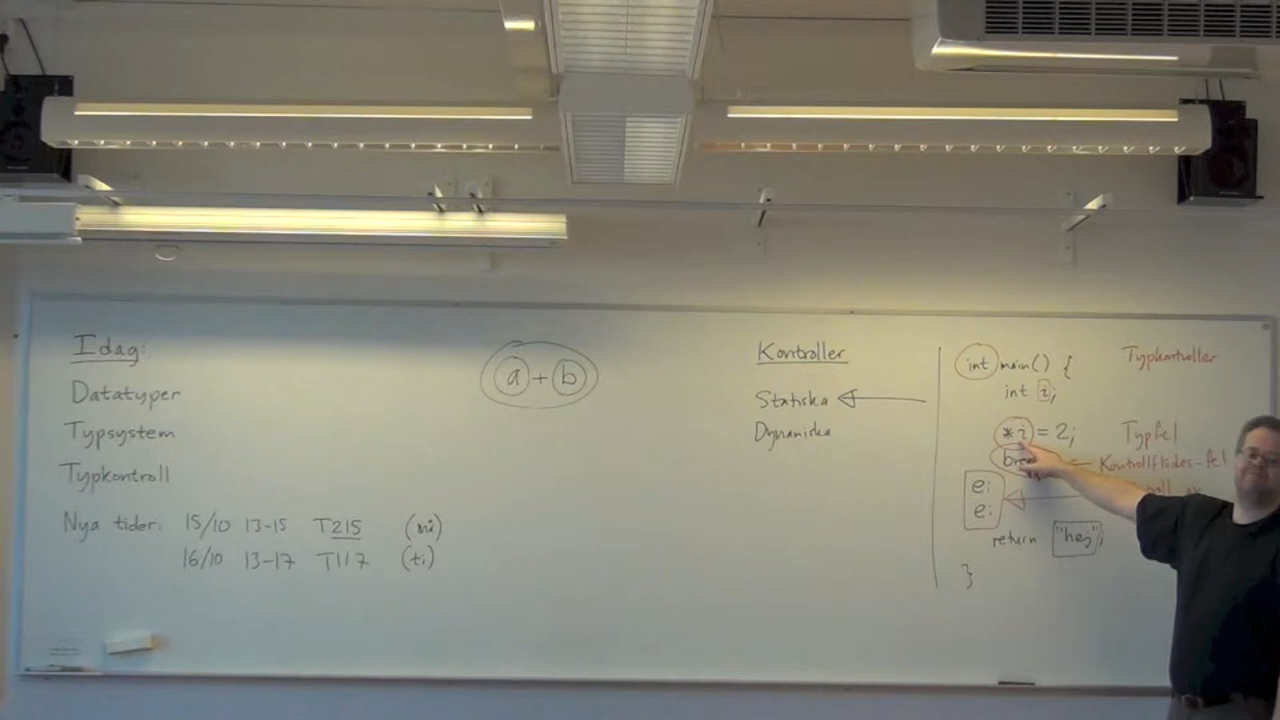 Idag:
Datatyper
Typsystem
Typkontroll
Nya tider: 15/10 13-15 T215 (må)
16/10 13-17 T117 (ti)
a + b
Kontroller
Statiska
Dynamiska
int main() {
int i;
*i = 2;
e:
e:
return "hej";
}
Typkontroller
Typfel
Kontrollflödes-fel